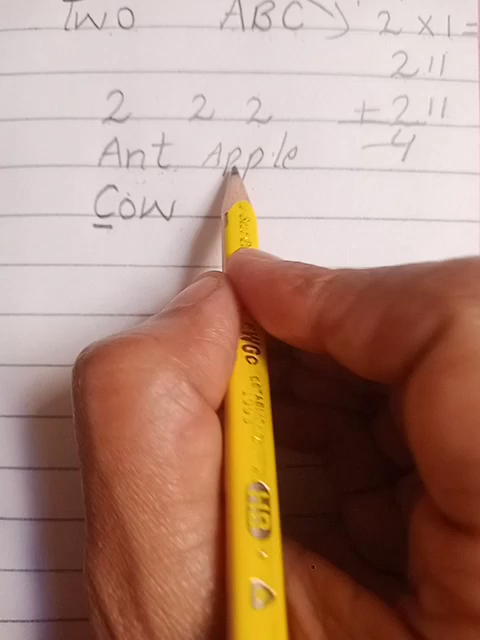 Two ABC 2 x 1 =
2 11
2 2 2 + 2 11
Ant Apple 4
Cow
HB